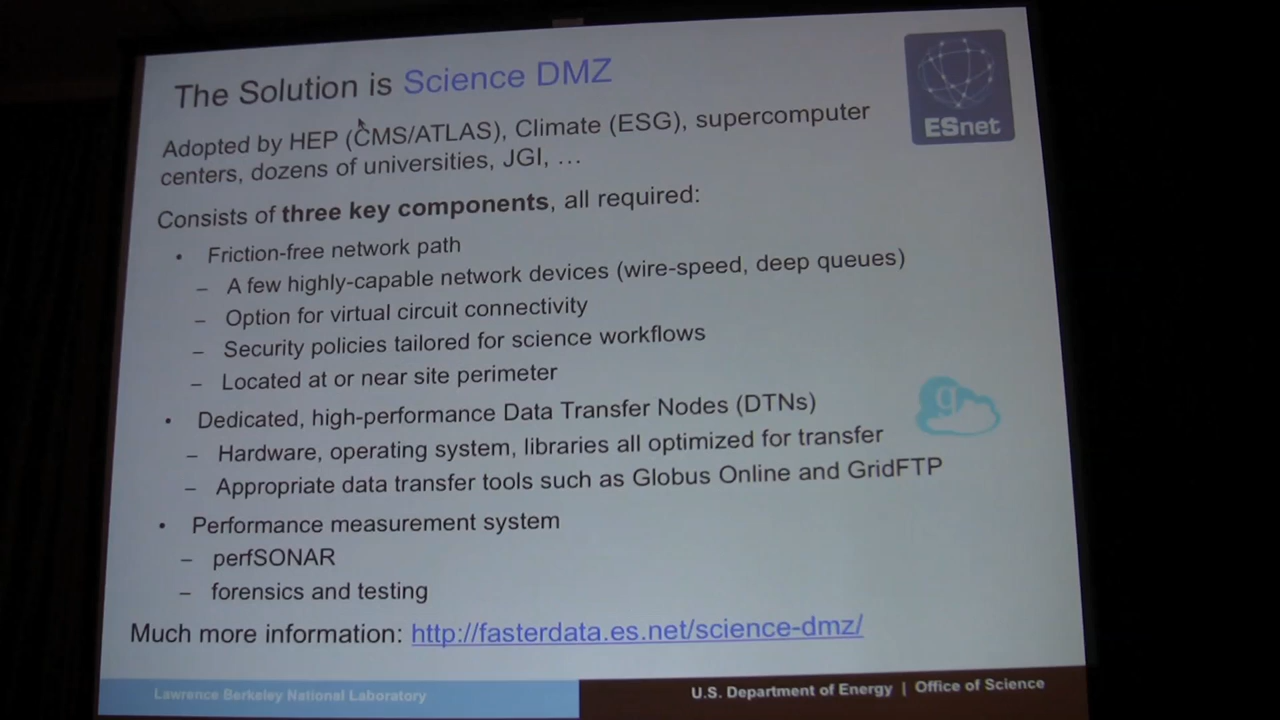 The Solution is Science DMZ
ESnet
Adopted by HEP (CMS/ATLAS), Climate (ESG), supercomputer
centers, dozens of universities, JGI, …
Consists of three key components, all required:
• Friction-free network path
– A few highly-capable network devices (wire-speed, deep queues)
– Option for virtual circuit connectivity
– Security policies tailored for science workflows
– Located at or near site perimeter
• Dedicated, high-performance Data Transfer Nodes (DTNs)
g
– Hardware, operating system, libraries all optimized for transfer
– Appropriate data transfer tools such as Globus Online and GridFTP
• Performance measurement system
– perfSONAR
– forensics and testing
Much more information: http://fasterdata.es.net/science-dmz/
Lawrence Berkeley National Laboratory
U.S. Department of Energy | Office of Science